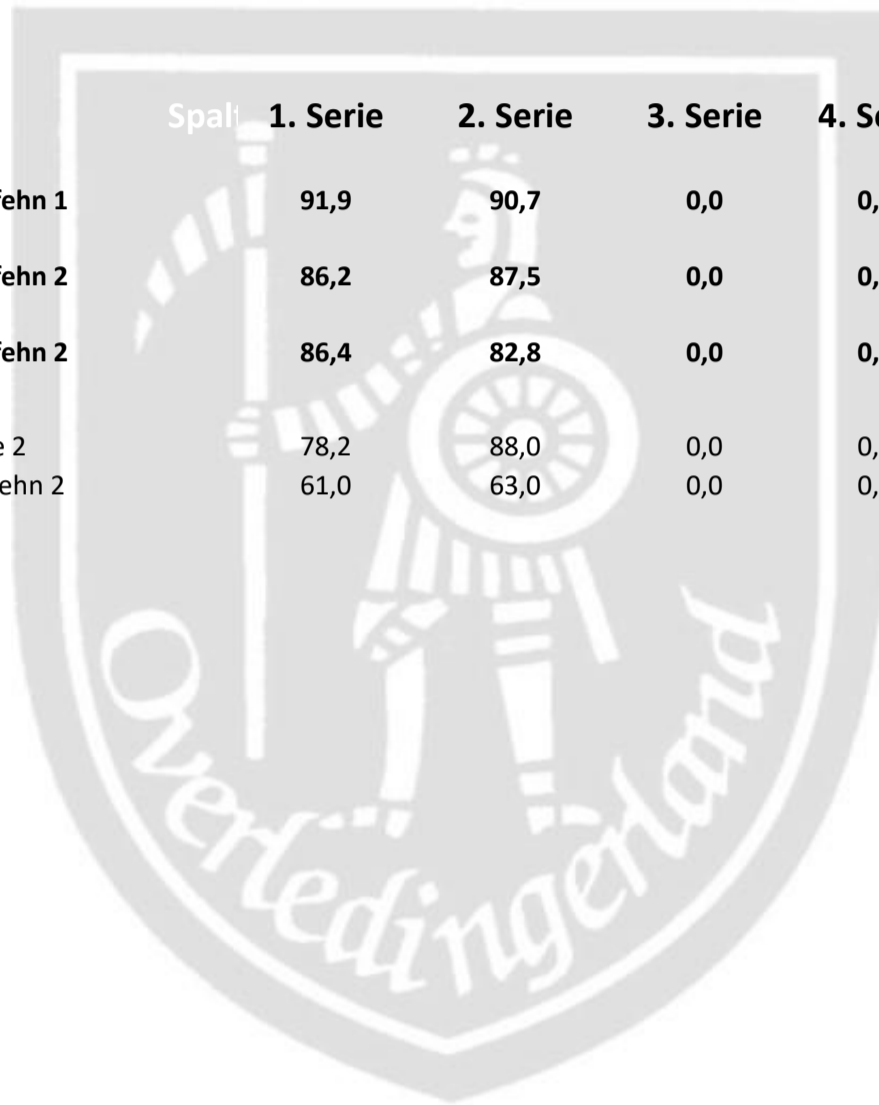 Spalt 1. Serie 2. Serie 3. Serie 4. Se
fehn 1 91,9 90,7 0,0 0,
fehn 2 86,2 87,5 0,0 0,
fehn 2 86,4 82,8 0,0 0,
e 2 78,2 88,0 0,0 0,
ehn 2 61,0 63,0 0,0 0,
Overledingerland